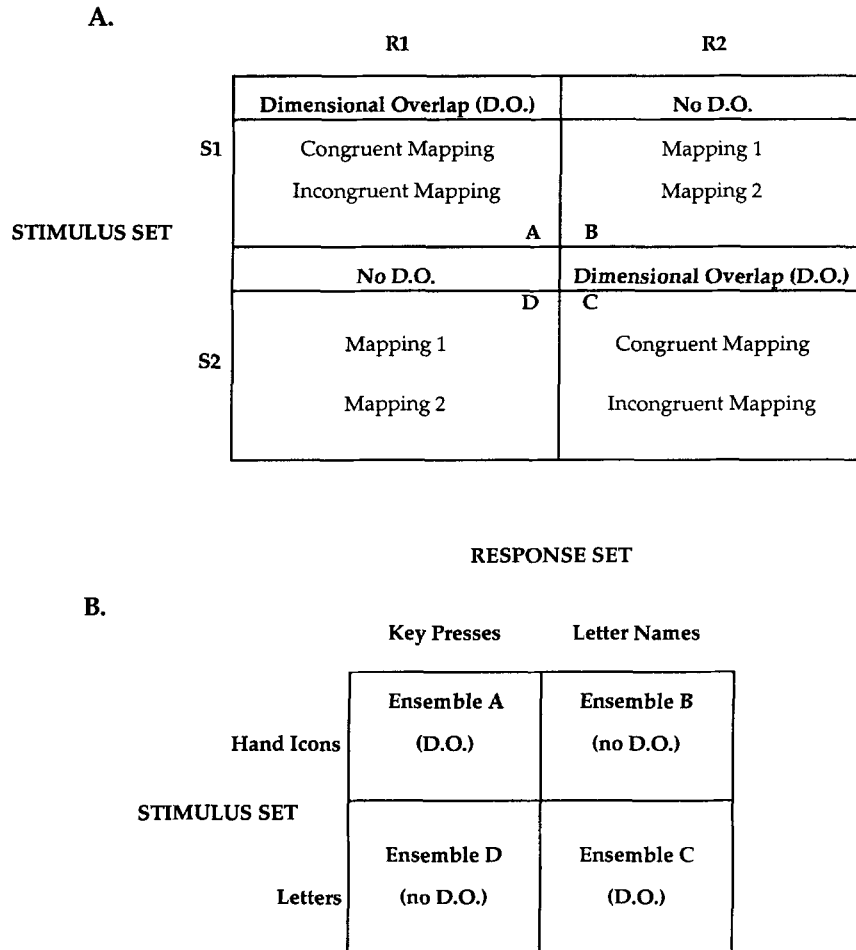 A.
R1 R2
Dimensional Overlap (D.O.) No D.O.
S1 Congruent Mapping Mapping 1
Incongruent Mapping Mapping 2
STIMULUS SET A B
No D.O. Dimensional Overlap (D.O.)
D C
Mapping 1 Congruent Mapping
S2
Mapping 2 Incongruent Mapping
RESPONSE SET
B.
Key Presses Letter Names
Ensemble A Ensemble B
Hand Icons (D.O.) (no D.O.)
STIMULUS SET
Ensemble D Ensemble C
Letters (no D.O.) (D.O.)